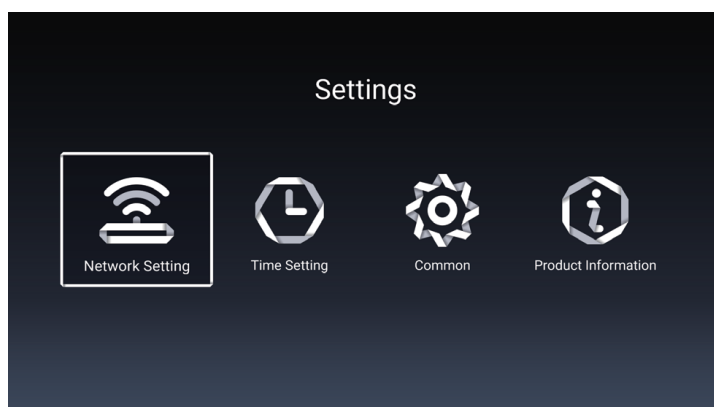 Settings
Network Setting
Time Setting
Common
Product Information